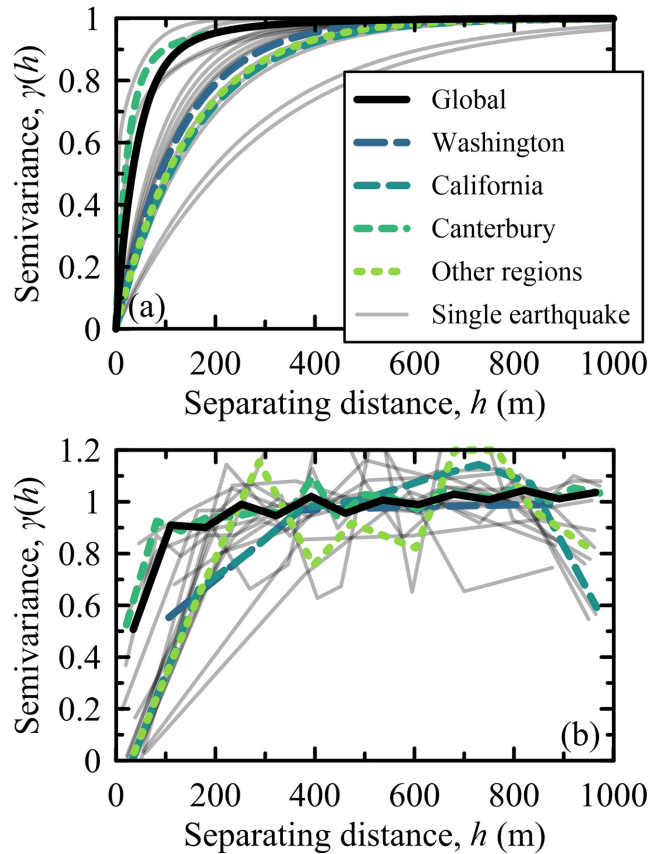 1
0.8
0.6
0.4
0.2
0
Semivariance, γ(h)
(a)
Global
Washington
California
Canterbury
Other regions
Single earthquake
0 200 400 600 800 1000
Separating distance, h (m)
1.2
1
0.8
0.6
0.4
0.2
0
Semivariance, γ(h)
(b)
0 200 400 600 800 1000
Separating distance, h (m)